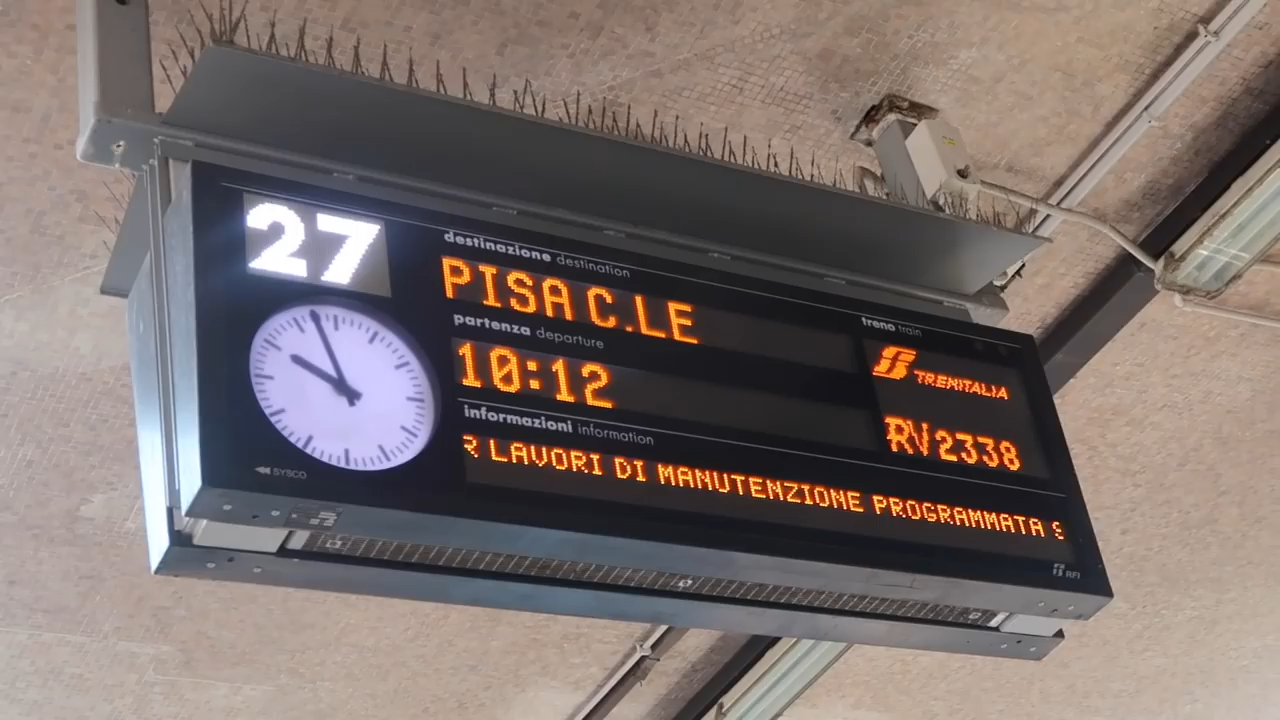 27
destinazione destination
PISA C.LE
partenza departure
10:12
treno train
TRENITALIA
RV2338
informazioni information
LAVORI DI MANUTENZIONE PROGRAMMATA
SYSCO
RFI